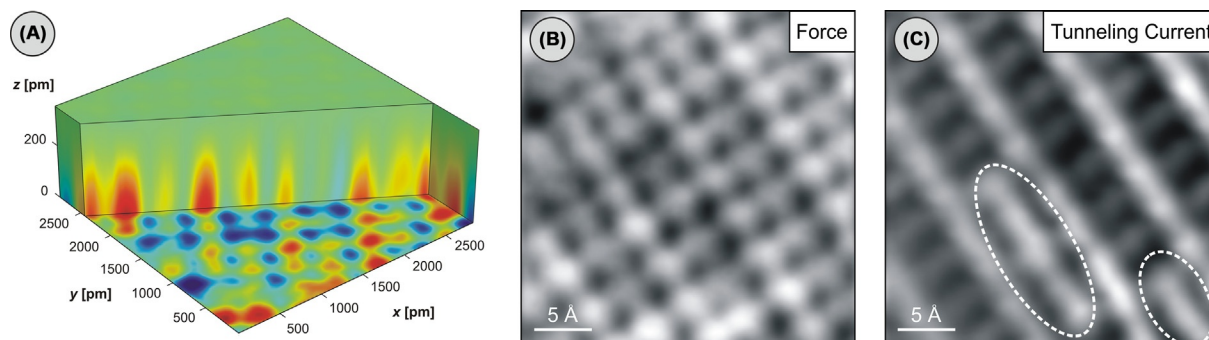 (A)
z [pm]
200
0
2500
2000
1500
1000
500
y [pm]
500
1000
1500
2000
2500
x [pm]
(B)
Force
5 Å
(C)
Tunneling Current
5 Å